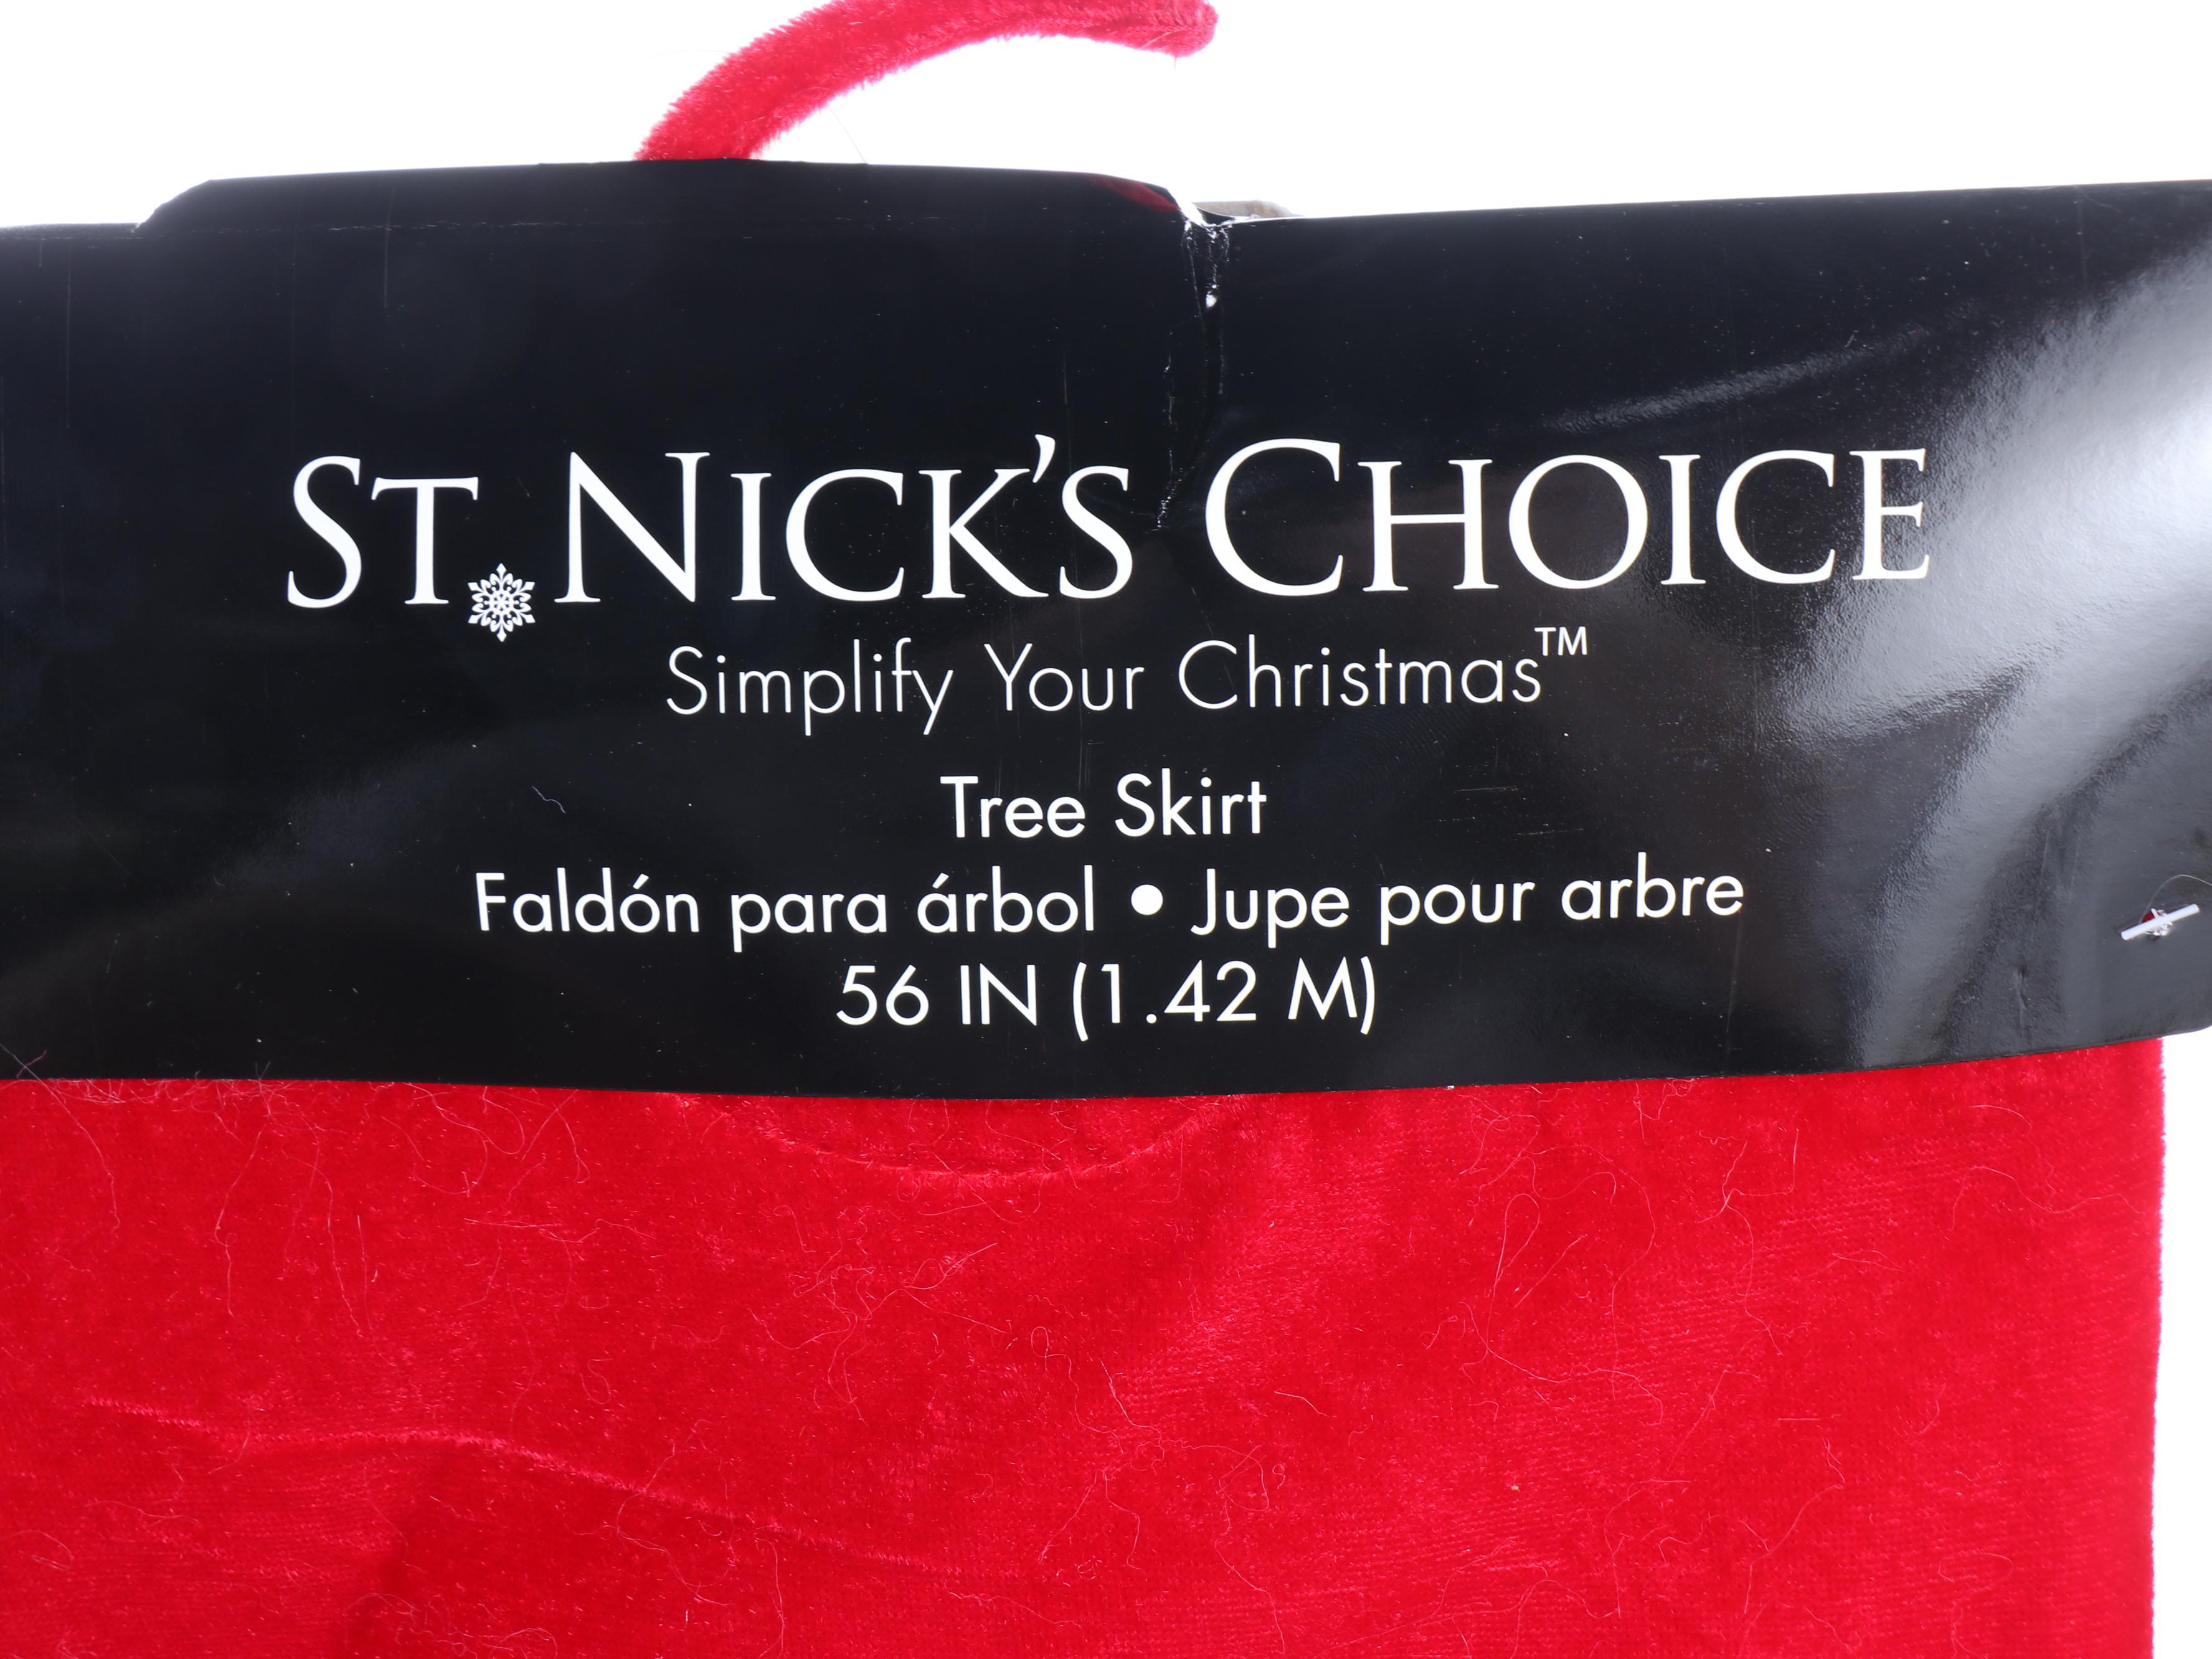 ST. NICK'S CHOICE
Simplify Your Christmas™
Tree Skirt
Faldón para árbol • Jupe pour arbre
56 IN (1.42 M)